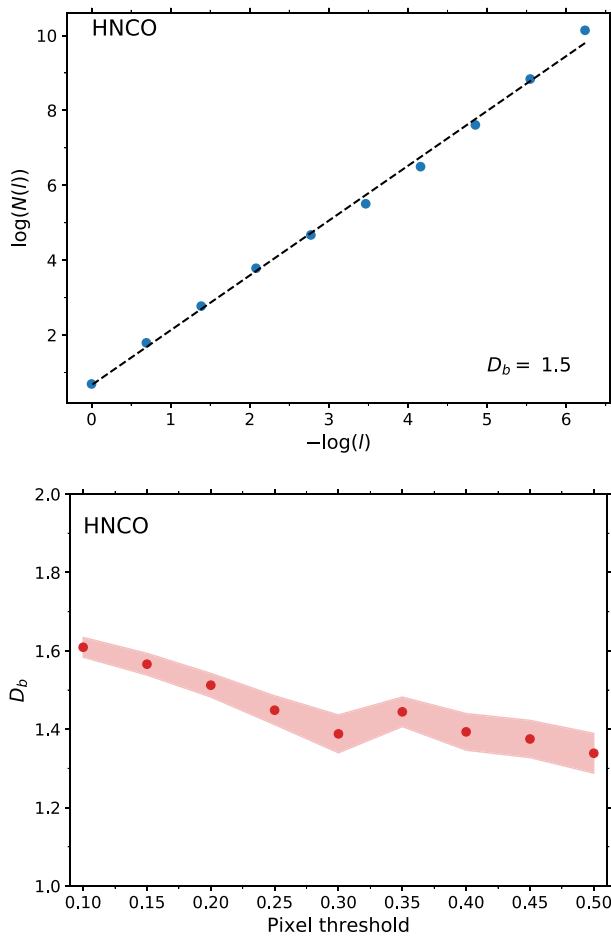 HNCO
10
8
6
4
2
log(N(l))
D_b = 1.5
0 1 2 3 4 5 6
−log(l)
2.0
HNCO
1.8
1.6
1.4
1.2
1.0
D_b
0.10 0.15 0.20 0.25 0.30 0.35 0.40 0.45 0.50
Pixel threshold